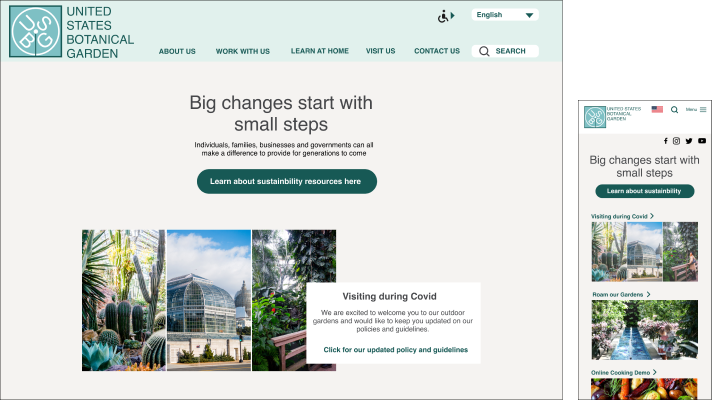 UNITED
STATES
BOTANICAL
GARDEN
USBG
English
ABOUT US
WORK WITH US
LEARN AT HOME
VISIT US
CONTACT US
SEARCH
Big changes start with
small steps
Individuals, families, businesses and governments can all
make a difference to provide for generations to come
Learn about sustainbility resources here
Visiting during Covid
We are excited to welcome you to our outdoor
gardens and would like to keep you updated on our
policies and guidelines.
Click for our updated policy and guidelines
UNITED STATES
BOTANICAL
GARDEN
USBG
Menu
Big changes start with
small steps
Learn about sustainbility
Visiting during Covid
Roam our Gardens
Online Cooking Demo